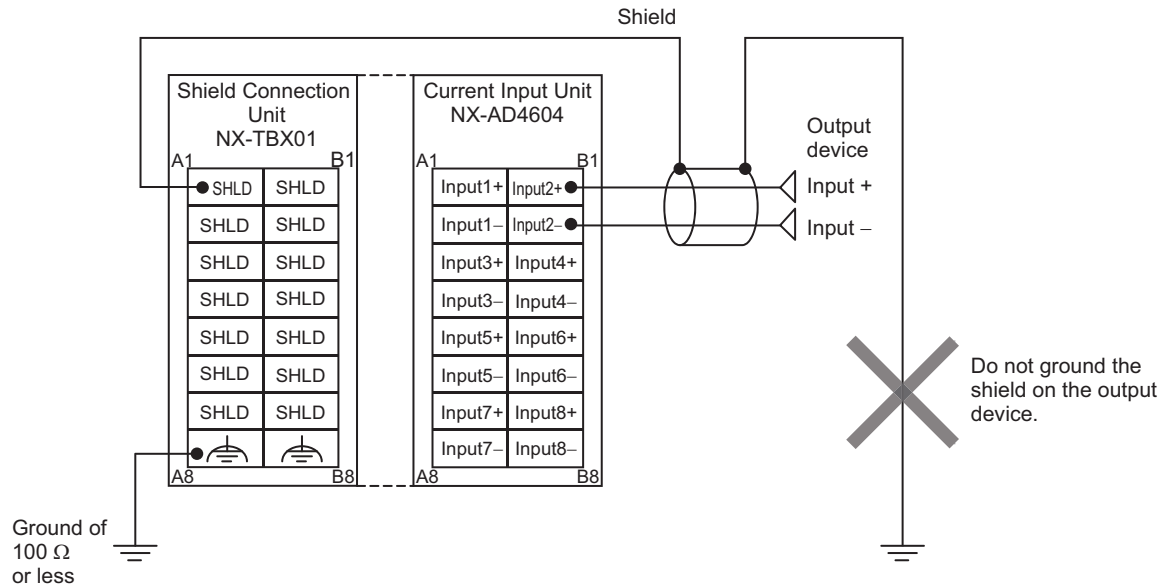 Shield
Shield Connection
Unit
NX-TBX01
Current Input Unit
NX-AD4604
Output
device
A1 B1 A1 B1
SHLD SHLD Input1+ Input2+ Input +
SHLD SHLD Input1– Input2– Input –
SHLD SHLD Input3+ Input4+
SHLD SHLD Input3– Input4–
SHLD SHLD Input5+ Input6+
SHLD SHLD Input5– Input6–
SHLD SHLD Input7+ Input8+
Input7– Input8–
A8 B8 A8 B8
Do not ground the
shield on the output
device.
Ground of
100 Ω
or less